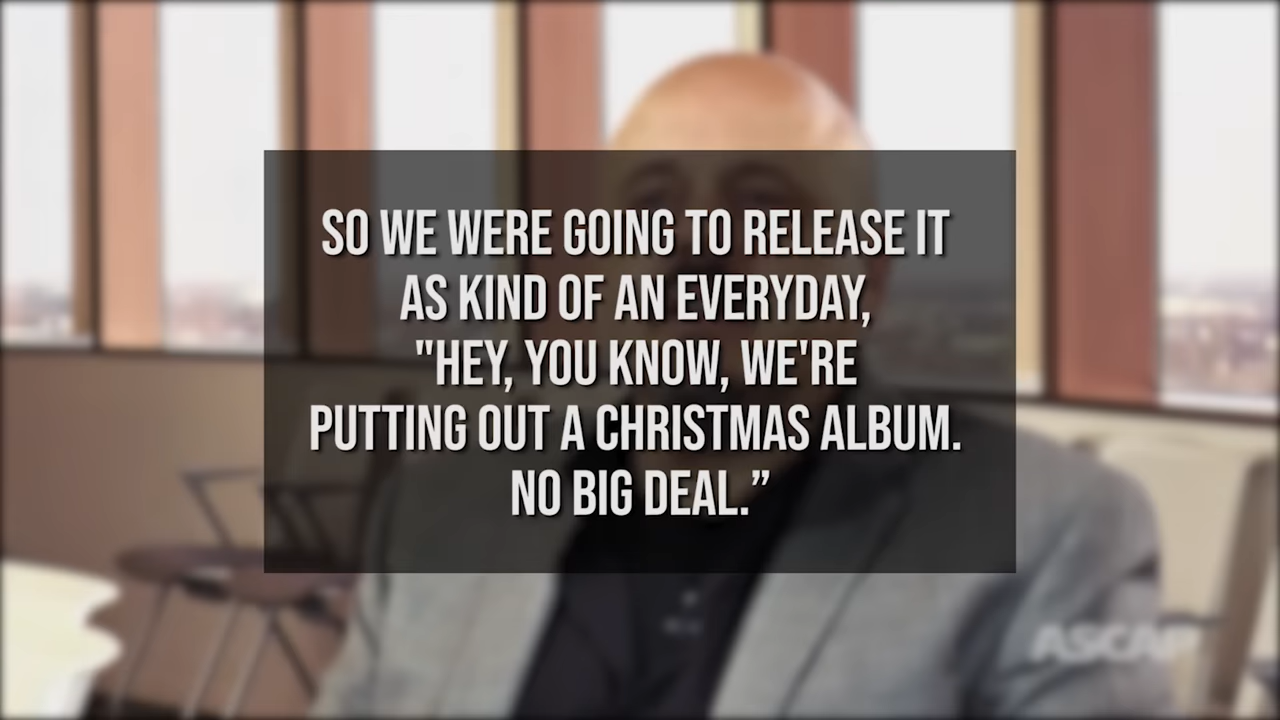 SO WE WERE GOING TO RELEASE IT
AS KIND OF AN EVERYDAY,
"HEY, YOU KNOW, WE'RE
PUTTING OUT A CHRISTMAS ALBUM.
NO BIG DEAL.”
ASCAP